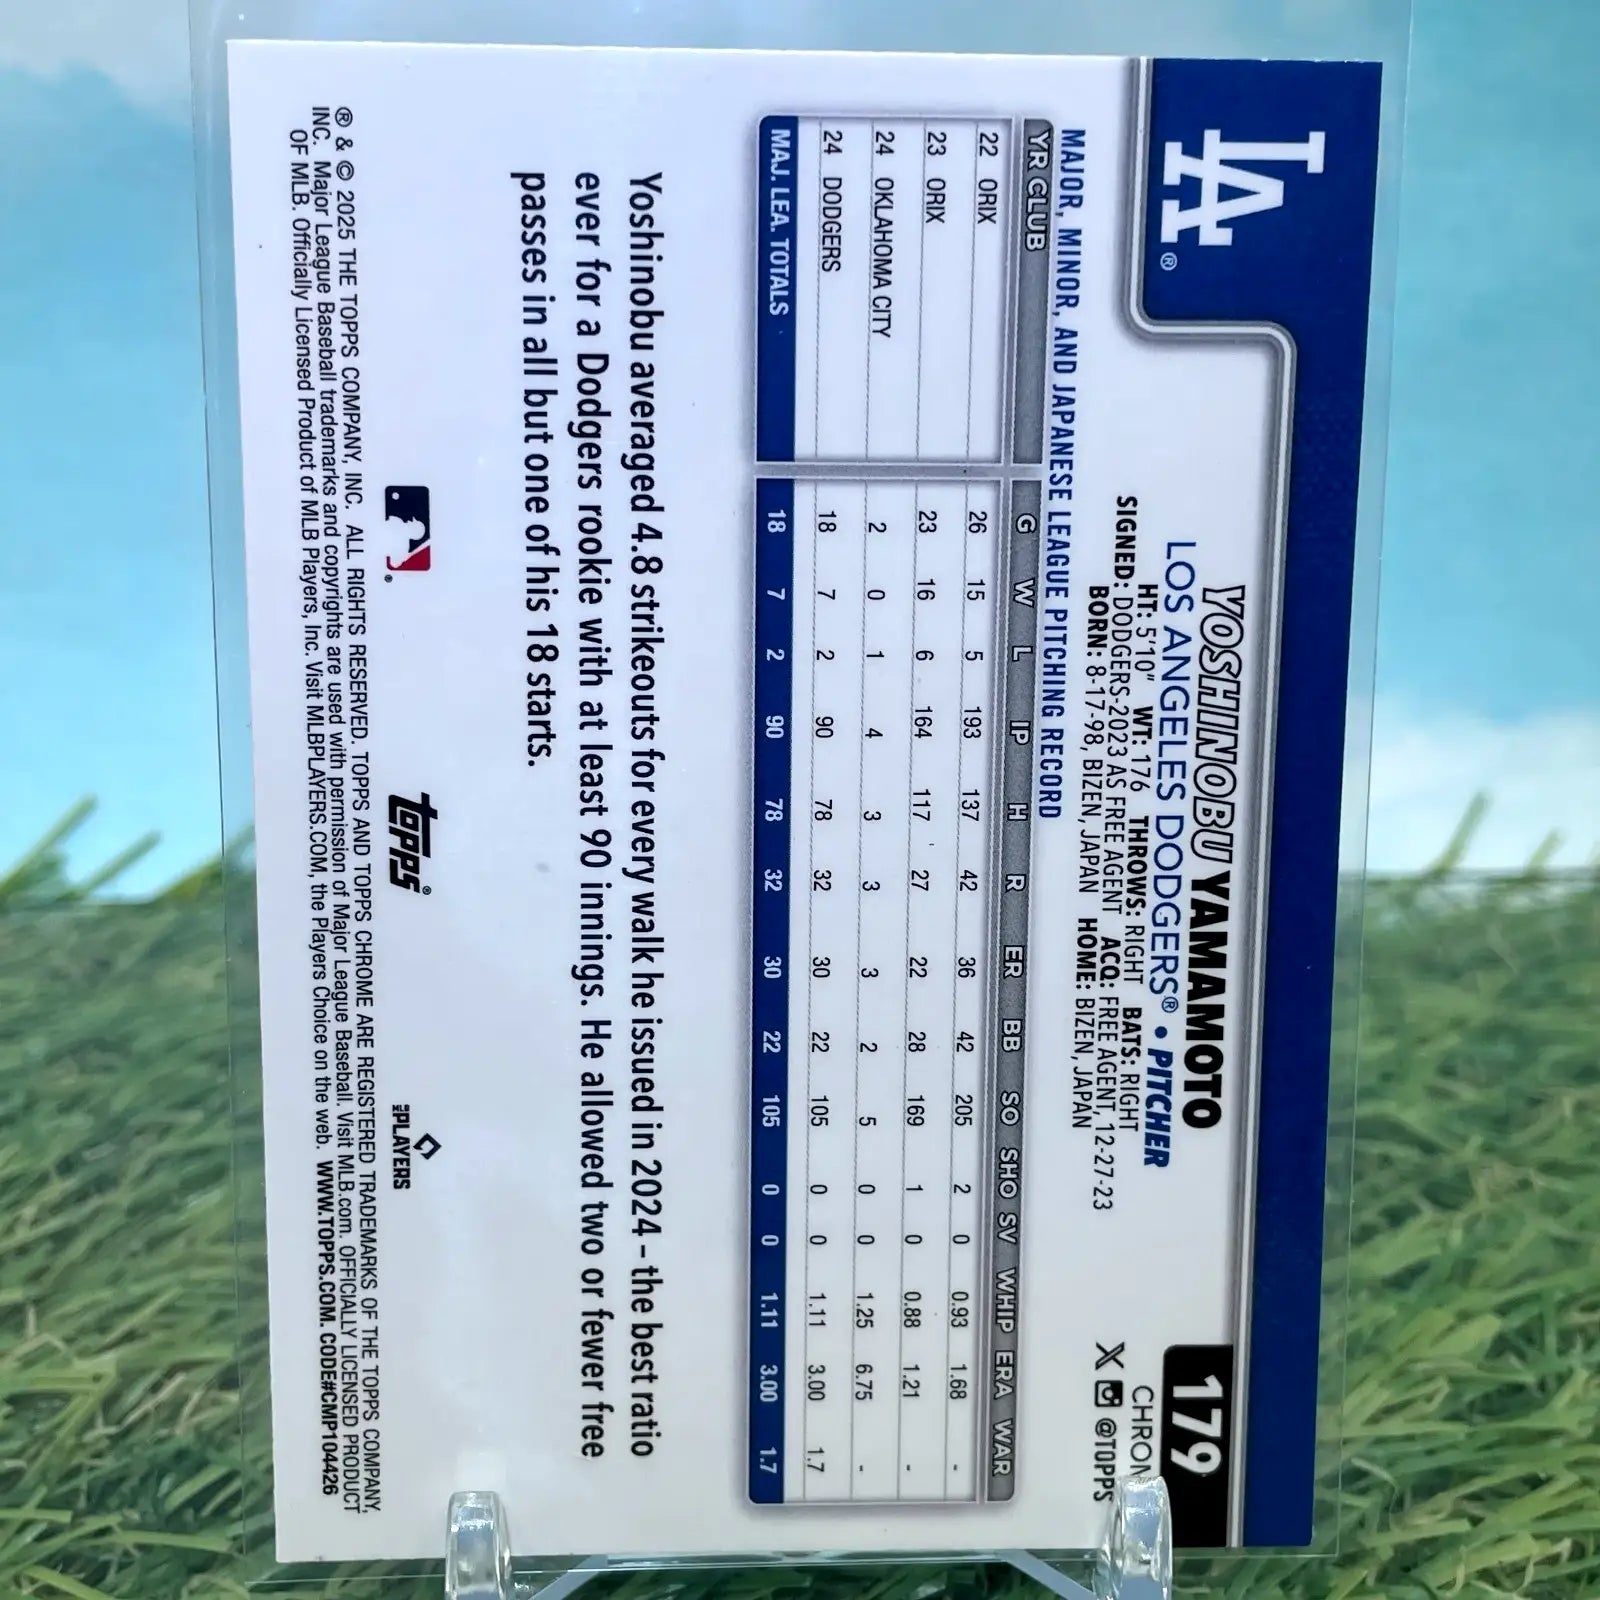 LA®
179
YOSHINOBU YAMAMOTO
CHROM
LOS ANGELES DODGERS® • PITCHER
HT: 5'10" WT: 176 THROWS: RIGHT BATS: RIGHT
SIGNED: DODGERS-2023 AS FREE AGENT ACQ: FREE AGENT, 12-27-23
BORN: 8-17-98, BIZEN, JAPAN HOME: BIZEN, JAPAN
X @TOPPS
MAJOR, MINOR, AND JAPANESE LEAGUE PITCHING RECORD
YR CLUB G W L IP H R ER BB SO SHO SV WHIP ERA WAR
22 ORIX 26 15 5 193 137 42 36 42 205 2 0 0.93 1.68 -
23 ORIX 23 16 6 164 117 27 22 28 169 1 0 0.88 1.21 -
24 OKLAHOMA CITY 2 0 1 4 3 3 3 2 5 0 0 1.25 6.75 -
24 DODGERS 18 7 2 90 78 32 30 22 105 0 0 1.11 3.00 1.7
MAJ. LEA. TOTALS 18 7 2 90 78 32 30 22 105 0 0 1.11 3.00 1.7
Yoshinobu averaged 4.8 strikeouts for every walk he issued in 2024 – the best ratio
ever for a Dodgers rookie with at least 90 innings. He allowed two or fewer free
passes in all but one of his 18 starts.
topps®
PLAYERS
® & © 2025 THE TOPPS COMPANY, INC. ALL RIGHTS RESERVED. TOPPS AND TOPPS CHROME ARE REGISTERED TRADEMARKS OF THE TOPPS COMPANY,
INC. Major League Baseball trademarks and copyrights are used with permission of Major League Baseball. Visit MLB.com. OFFICIALLY LICENSED PRODUCT
OF MLB. Officially Licensed Product of MLB Players, Inc. Visit MLBPLAYERS.COM, the Players Choice on the web. WWW.TOPPS.COM. CODE#CMP104426